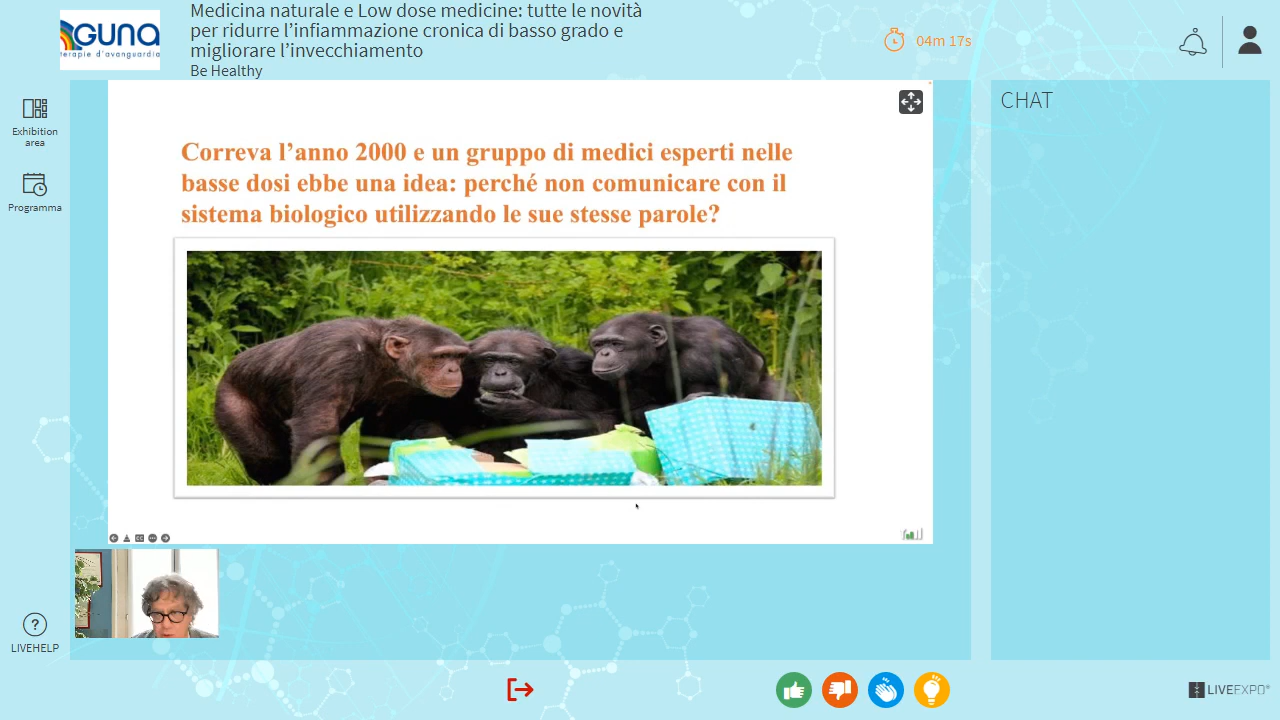 GUNA
terapie d'avanguardia
Medicina naturale e Low dose medicine: tutte le novità
per ridurre l'infiammazione cronica di basso grado e
migliorare l'invecchiamento
Be Healthy
04m 17s
Exhibition
area
Programma
LIVEHELP
Correva l'anno 2000 e un gruppo di medici esperti nelle
basse dosi ebbe una idea: perché non comunicare con il
sistema biologico utilizzando le sue stesse parole?
CHAT
LIVEEXPO